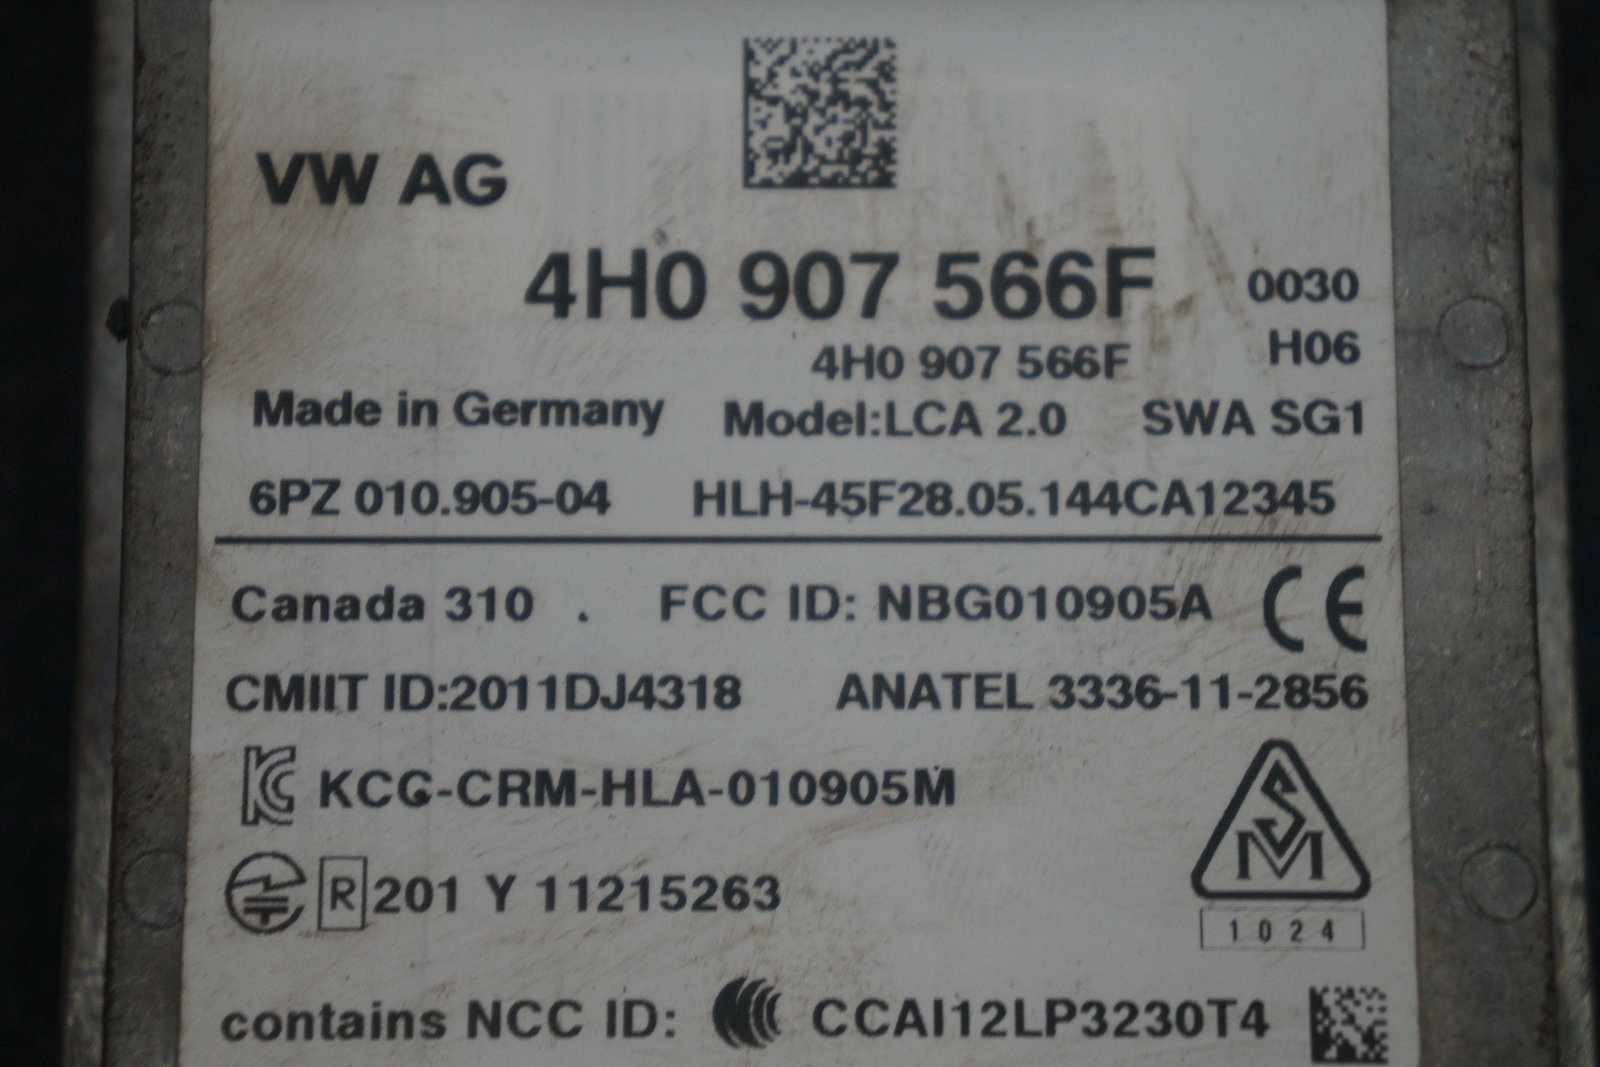 VW AG
4H0 907 566F 0030
4H0 907 566F H06
Made in Germany Model:LCA 2.0 SWA SG1
6PZ 010.905-04 HLH-45F28.05.144CA12345
Canada 310 . FCC ID: NBG010905A CE
CMIIT ID:2011DJ4318 ANATEL 3336-11-2856
KC KCC-CRM-HLA-010905M
R 201 Y 11215263
SM
1024
contains NCC ID: CCAI12LP3230T4